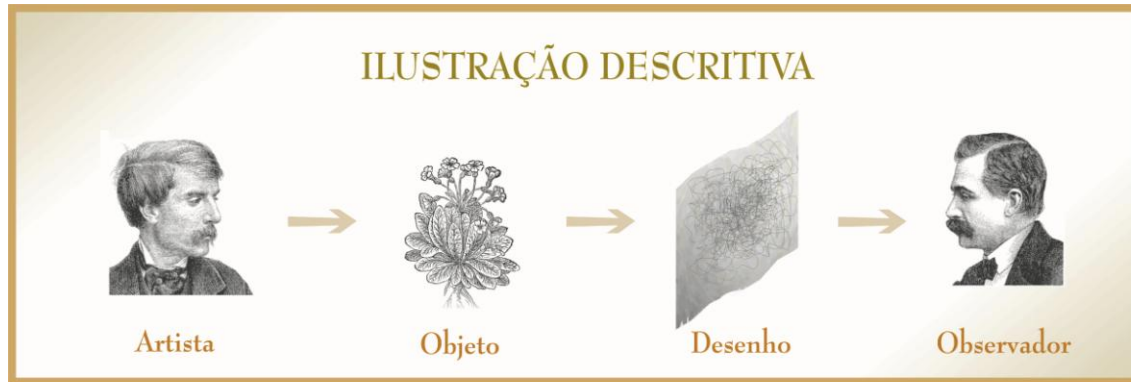 ILUSTRAÇÃO DESCRITIVA
Artista
Objeto
Desenho
Observador